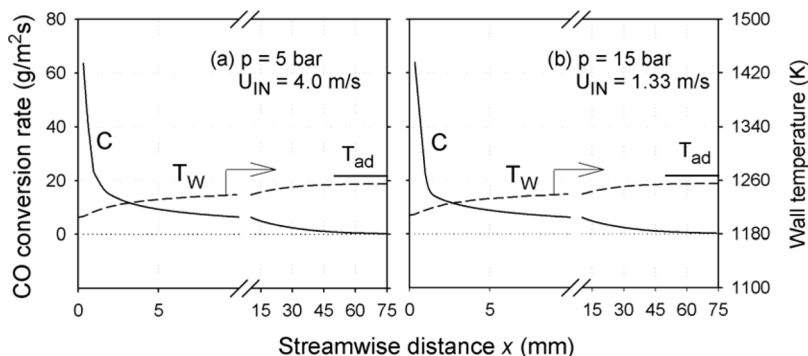 CO conversion rate (g/m²s)
80
60
40
20
0
(a) p = 5 bar
U_IN = 4.0 m/s
C
T_W
T_ad
0
5
15
30
45
60
75
(b) p = 15 bar
U_IN = 1.33 m/s
C
T_W
T_ad
0
5
15
30
45
60
75
1500
1420
1340
1260
1180
1100
Wall temperature (K)
Streamwise distance x (mm)